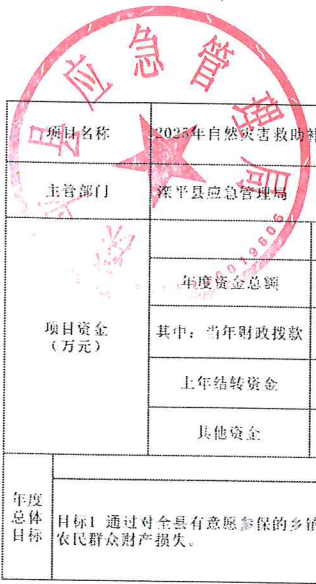 县应急管理局
项目名称
2025年自然灾害救助补
主管部门
滦平县应急管理局
项目资金
(万元)
年度资金总额
其中：当年财政拨款
上年结转资金
其他资金
年度
总体
目标
目标1 通过对全县有意愿参保的乡镇
农民群众财产损失。